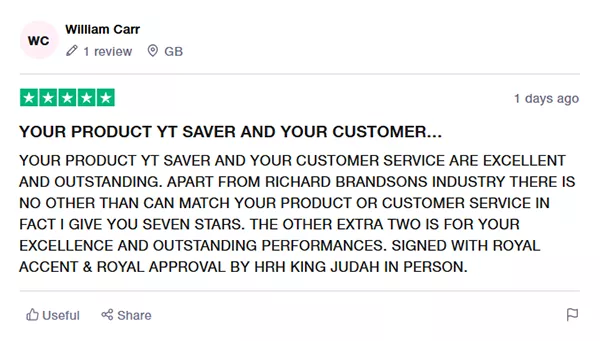 WC
William Carr
1 review GB
1 days ago
YOUR PRODUCT YT SAVER AND YOUR CUSTOMER...
YOUR PRODUCT YT SAVER AND YOUR CUSTOMER SERVICE ARE EXCELLENT
AND OUTSTANDING. APART FROM RICHARD BRANDSONS INDUSTRY THERE IS
NO OTHER THAN CAN MATCH YOUR PRODUCT OR CUSTOMER SERVICE IN
FACT I GIVE YOU SEVEN STARS. THE OTHER EXTRA TWO IS FOR YOUR
EXCELLENCE AND OUTSTANDING PERFORMANCES. SIGNED WITH ROYAL
ACCENT & ROYAL APPROVAL BY HRH KING JUDAH IN PERSON.
Useful Share